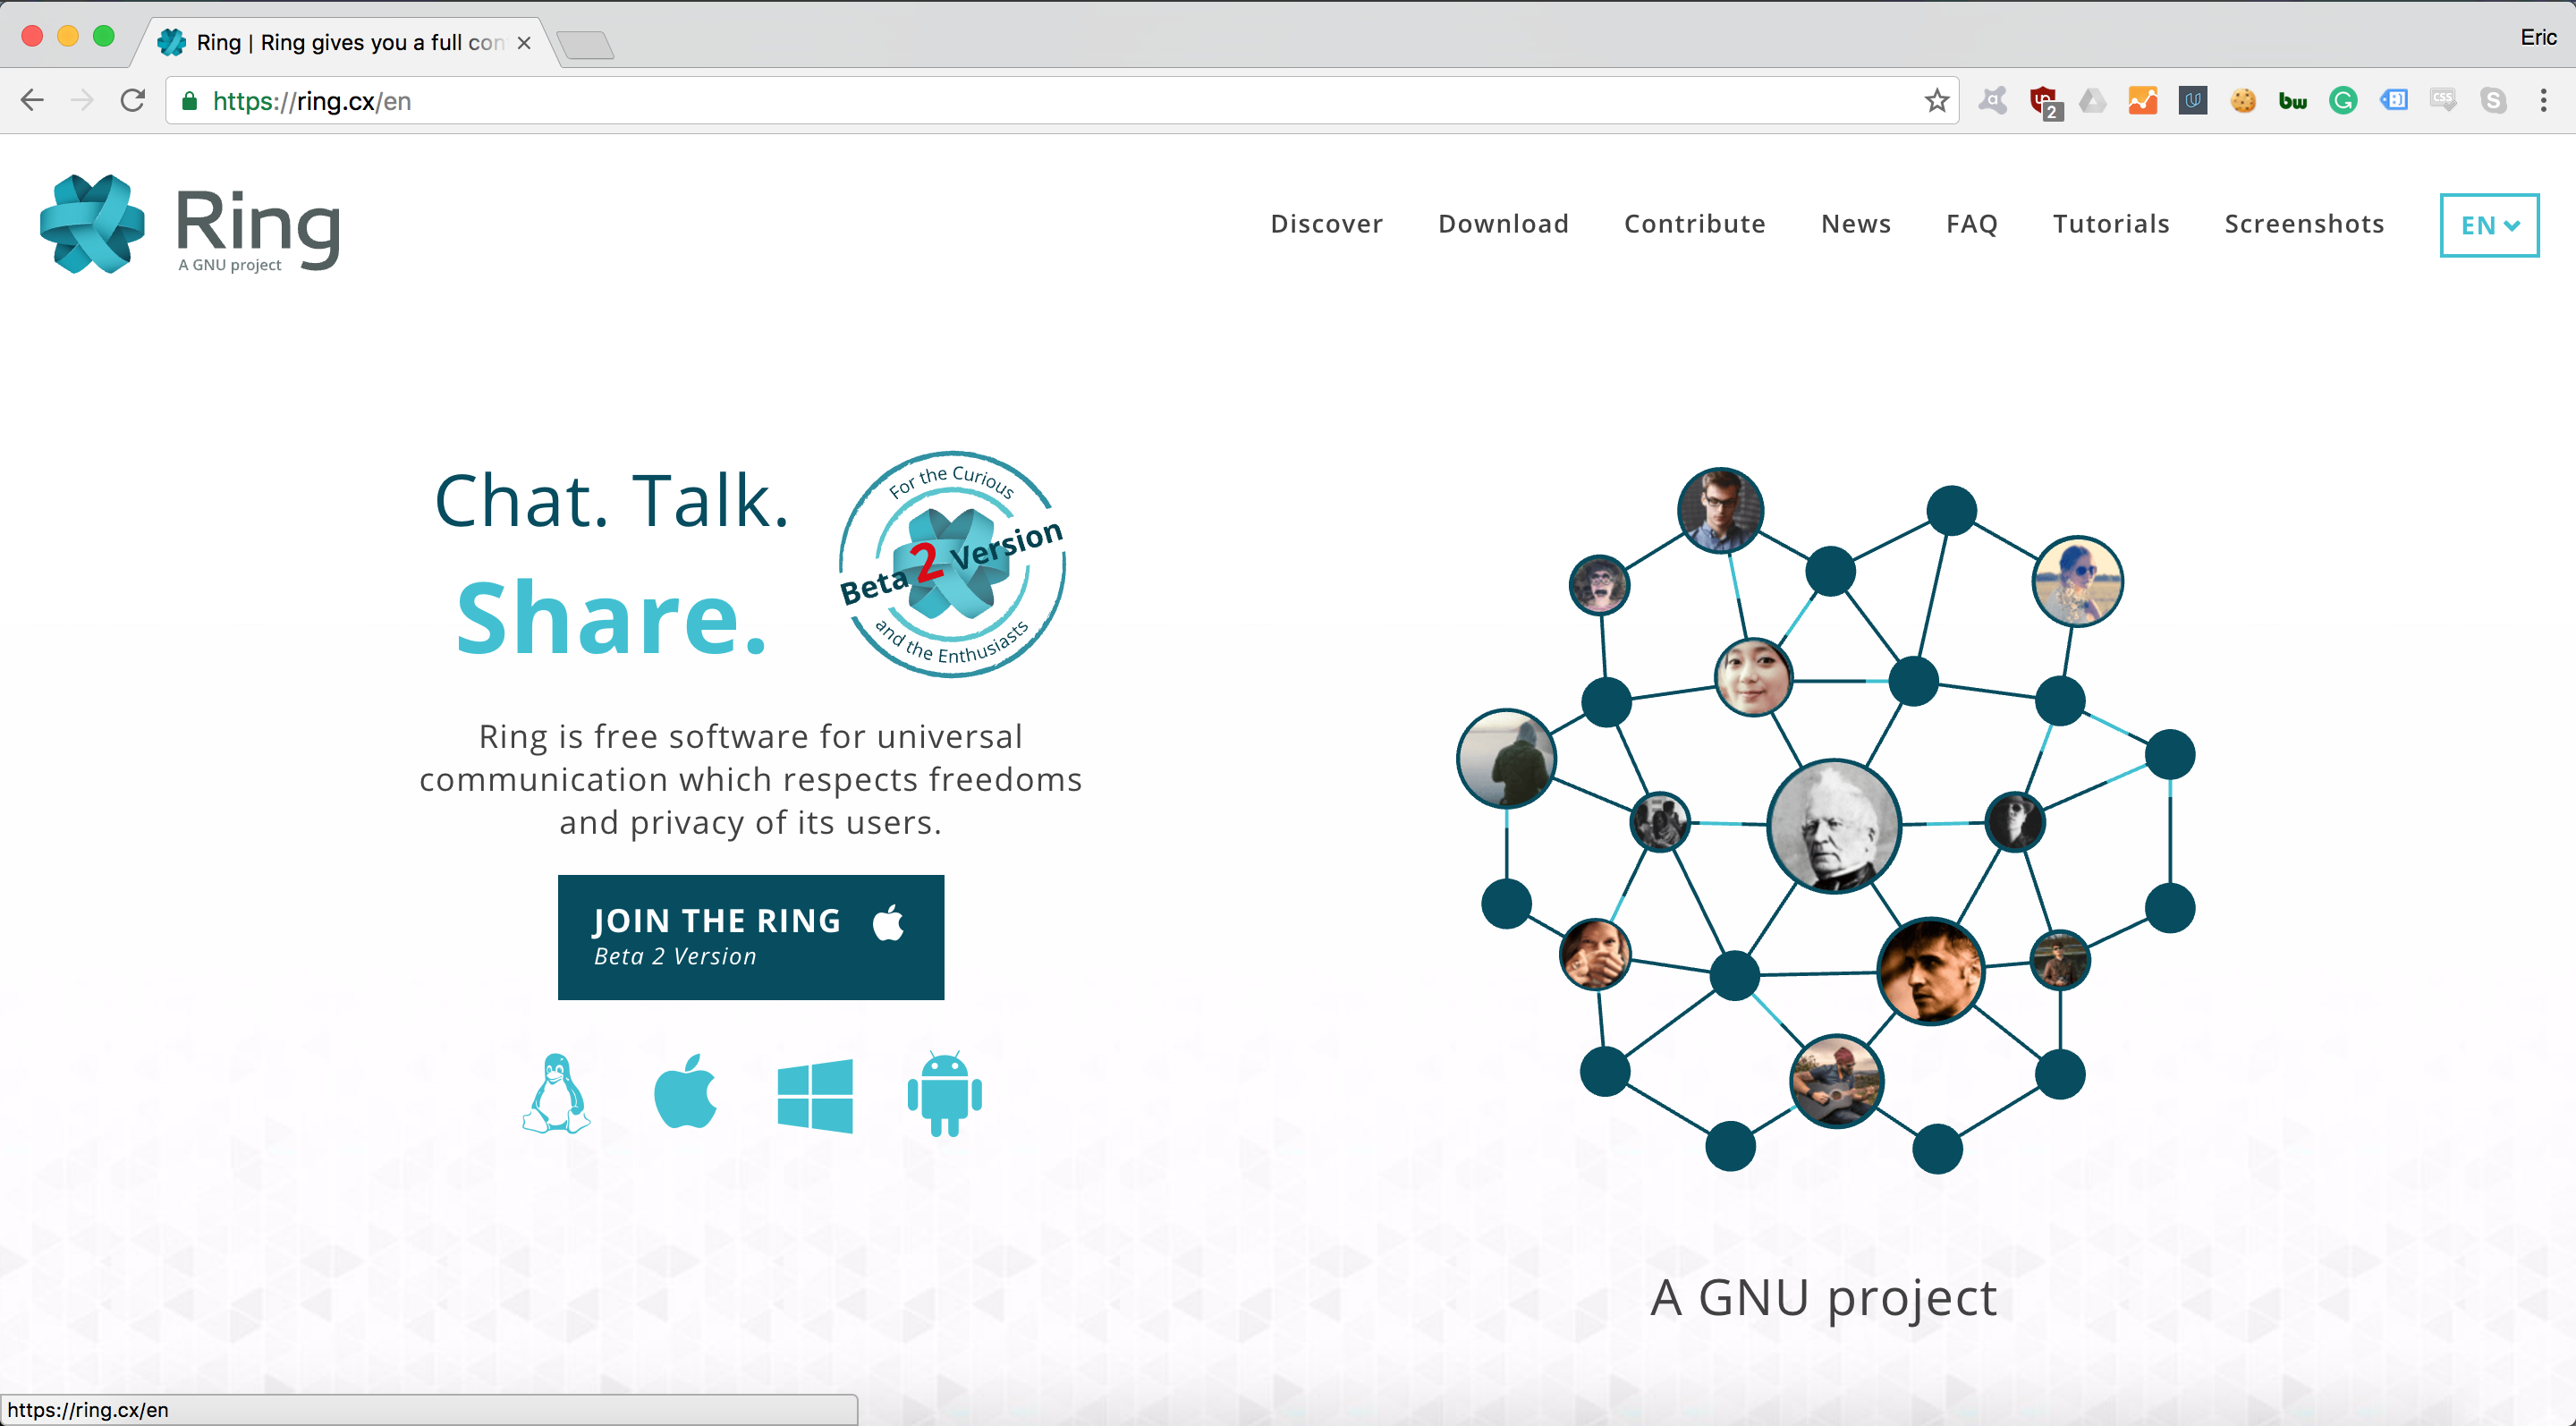 Ring | Ring gives you a full con
Eric
https://ring.cx/en
2
bw
CSS
Ring
A GNU project
Discover
Download
Contribute
News
FAQ
Tutorials
Screenshots
EN
Chat. Talk.
Share.
For the Curious
Beta 2 Version
and the Enthusiasts
Ring is free software for universal
communication which respects freedoms
and privacy of its users.
JOIN THE RING
Beta 2 Version
A GNU project
https://ring.cx/en